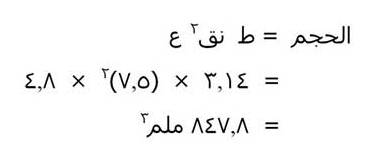 الحجم = ط نق٢ ع
= ٣,١٤ × (٧,٥)٢ × ٤,٨
= ٨٤٧,٨ ملم٣